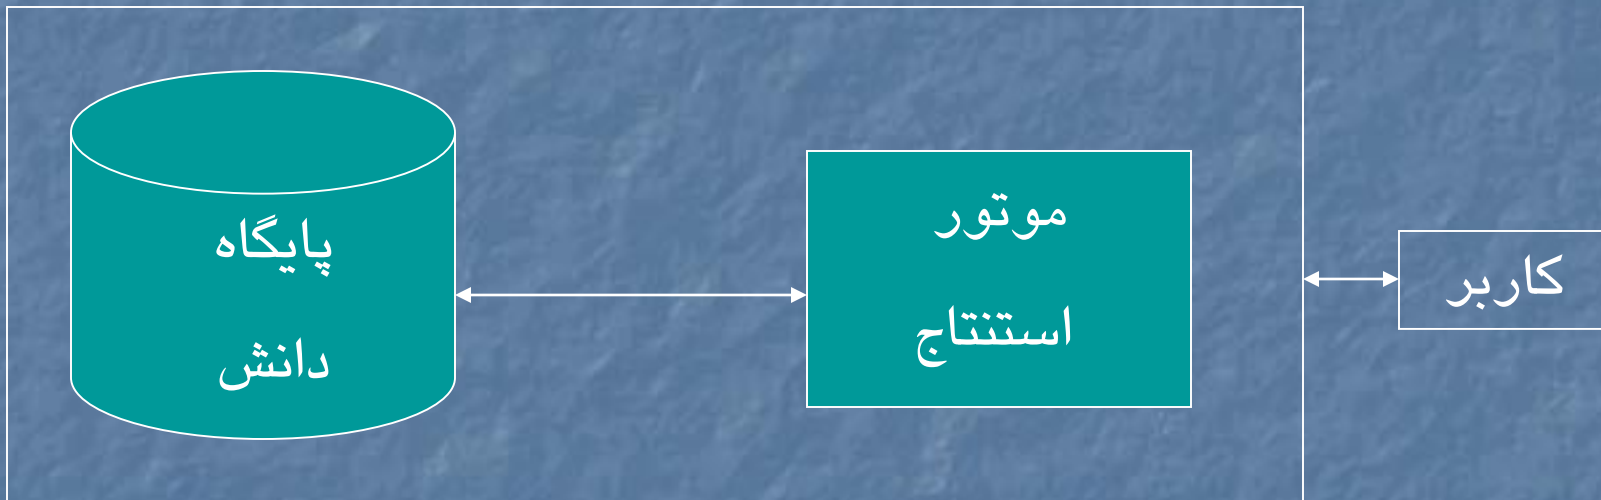 پایگاه
دانش
موتور
استنتاج
کاربر